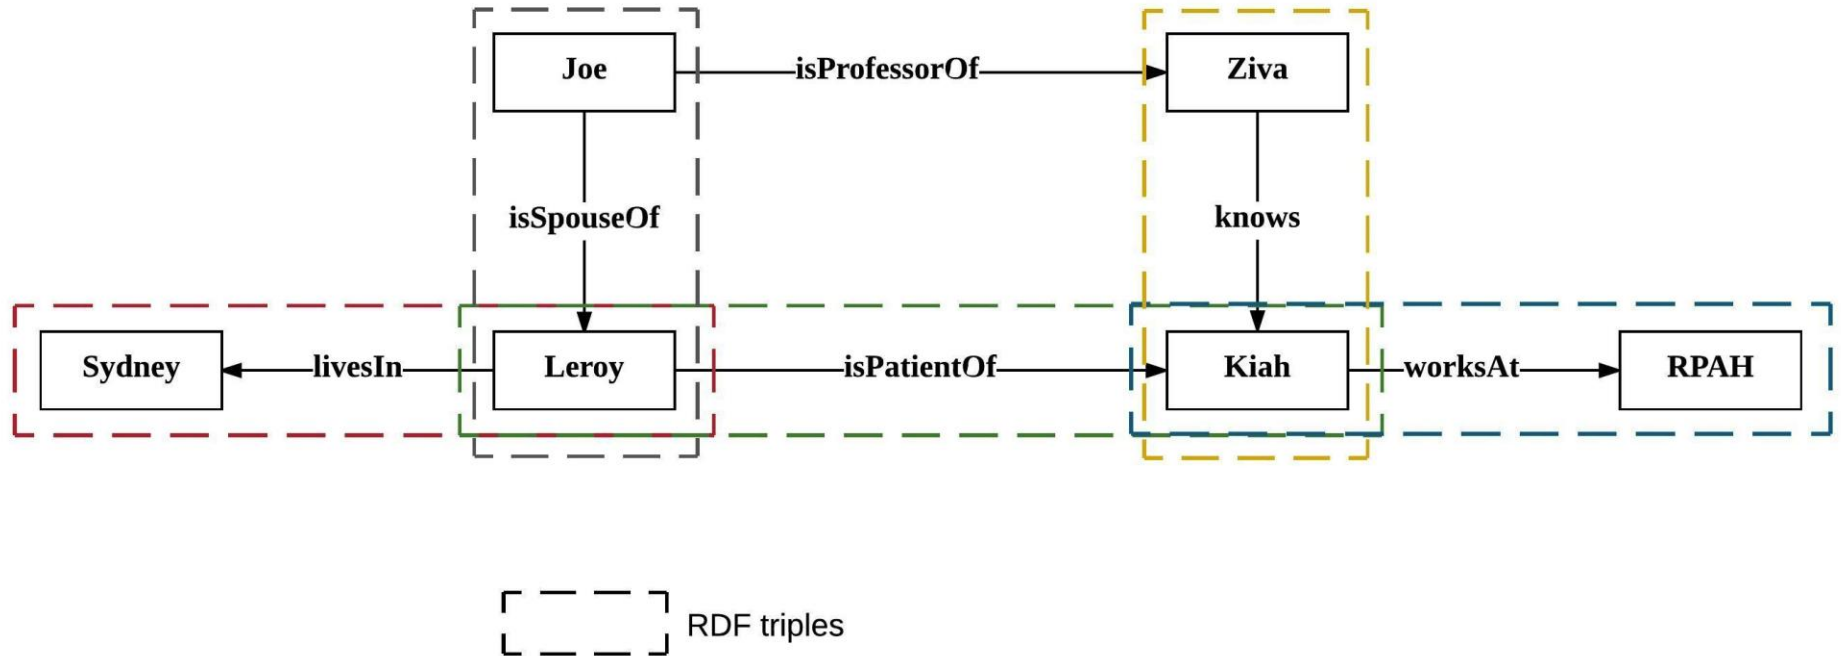 Joe
isProfessorOf
Ziva
isSpouseOf
knows
Sydney
livesIn
Leroy
isPatientOf
Kiah
worksAt
RPAH
RDF triples